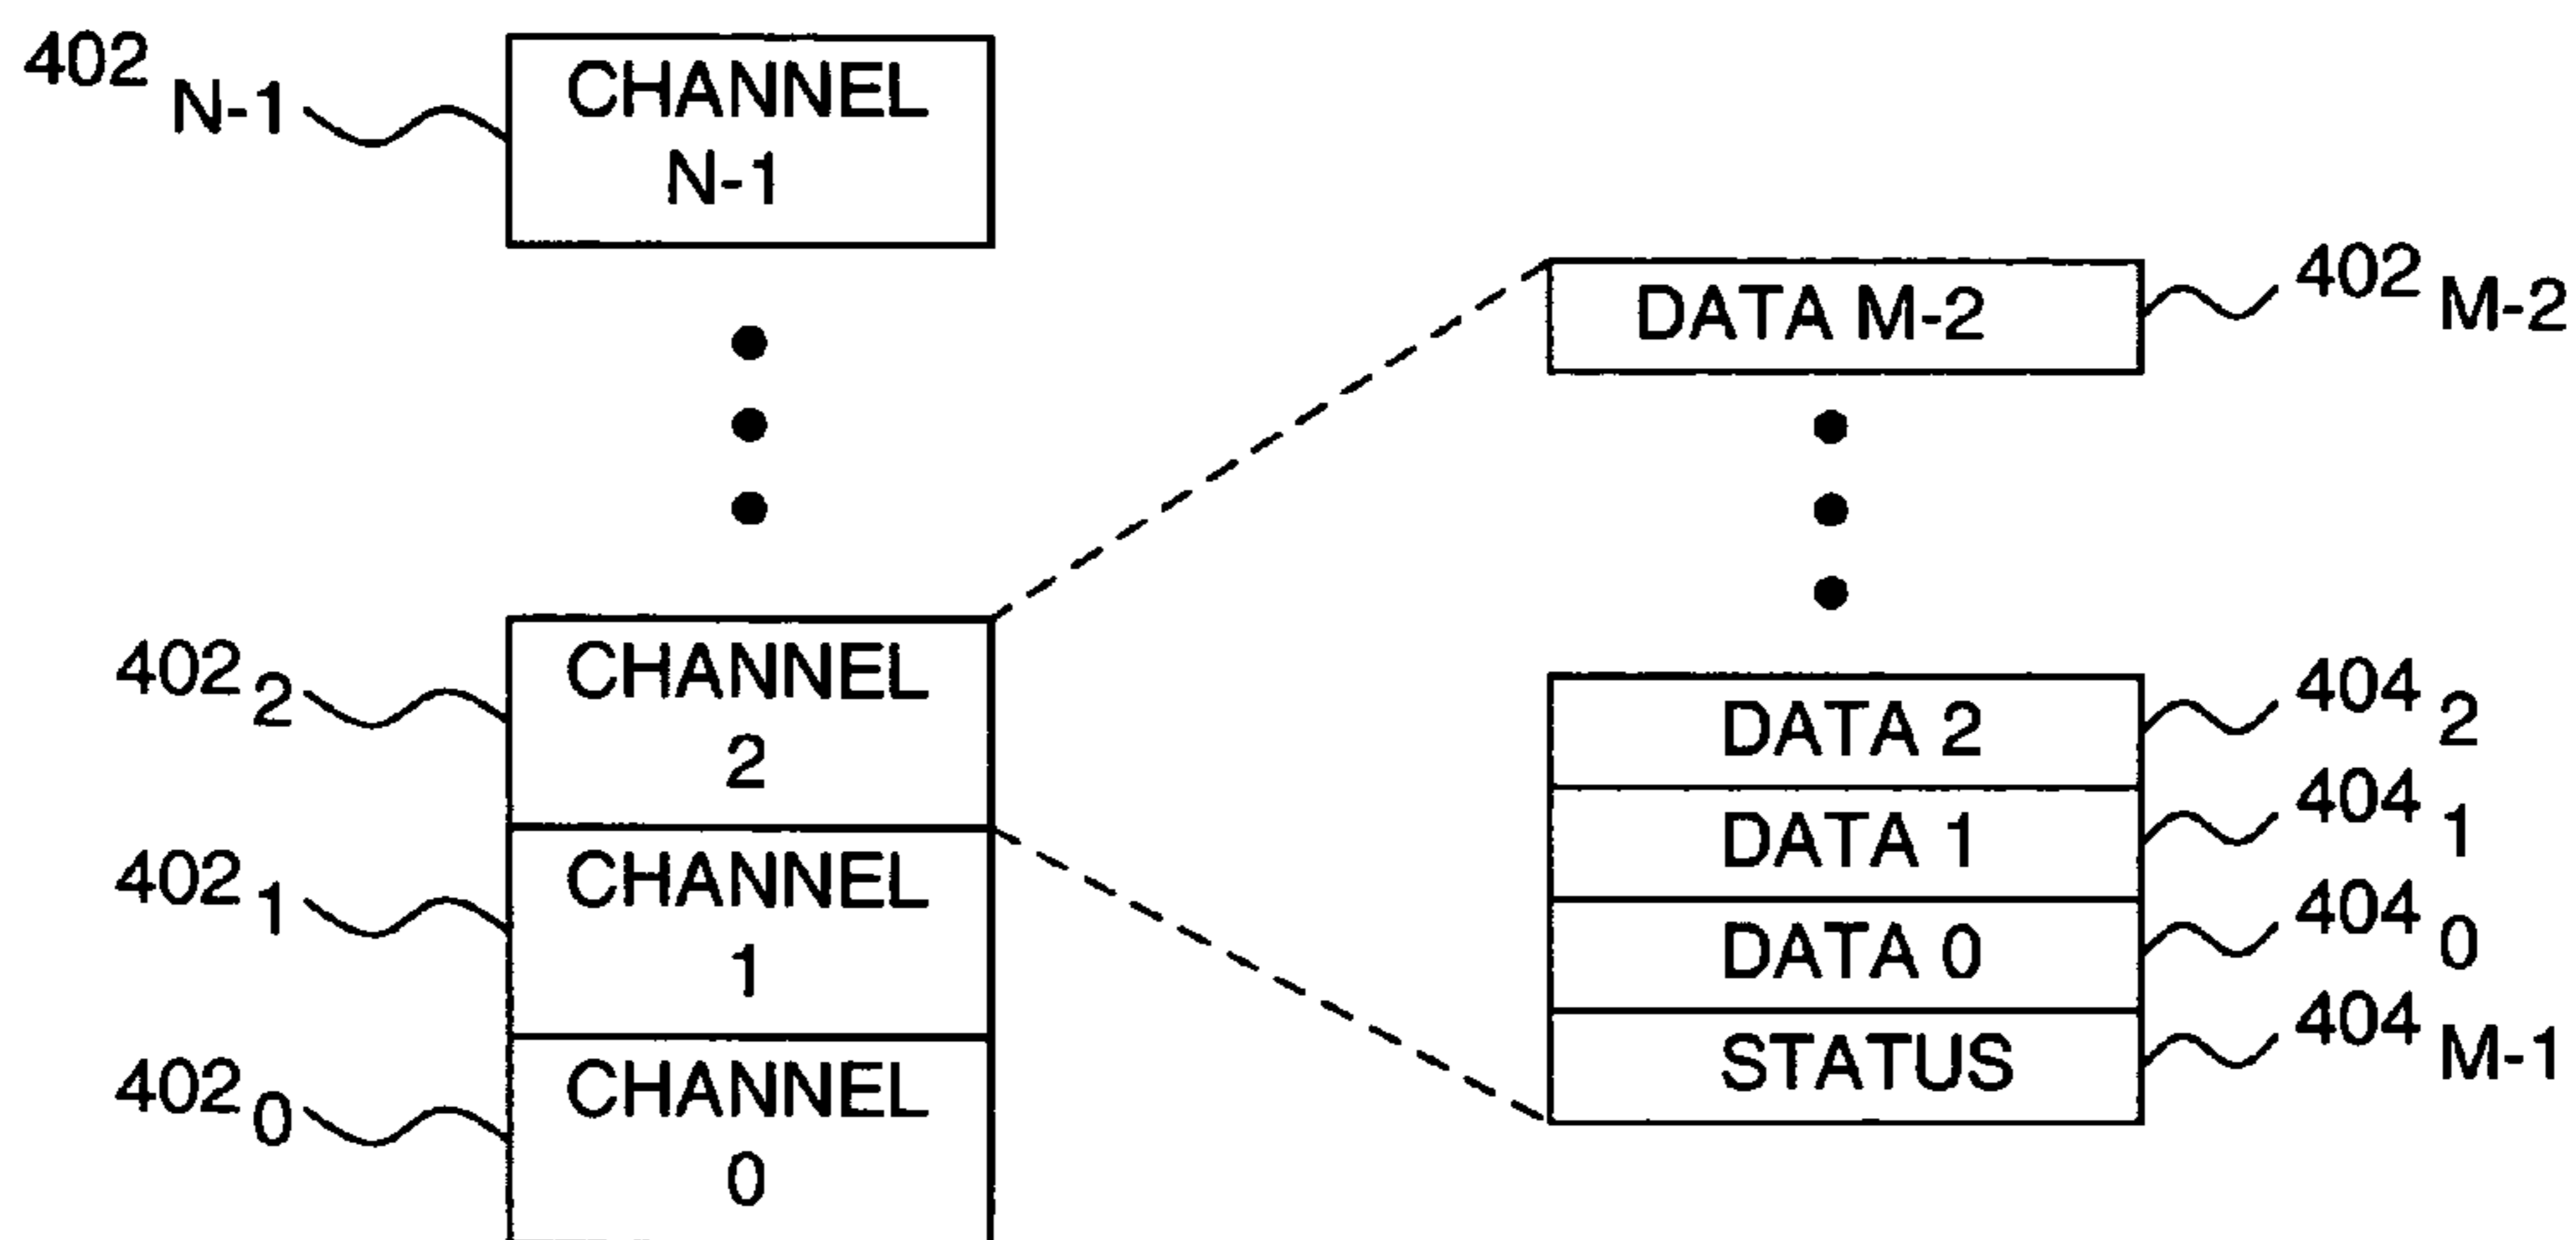 402 N-1
CHANNEL
N-1
402 2
CHANNEL
2
402 1
CHANNEL
1
402 0
CHANNEL
0
DATA M-2
402 M-2
DATA 2
404 2
DATA 1
404 1
DATA 0
404 0
STATUS
404 M-1